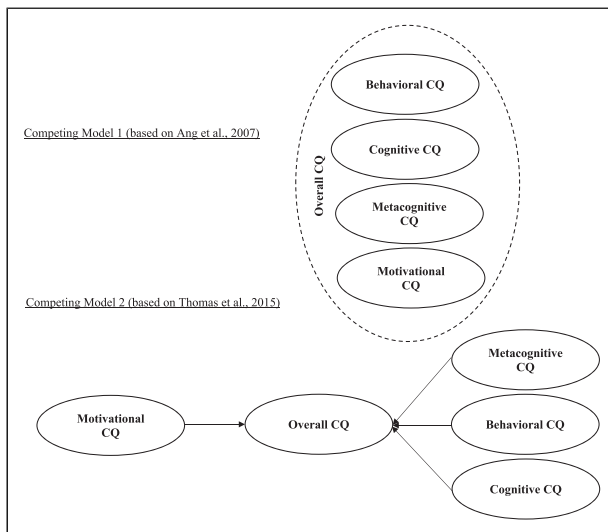 Competing Model 1 (based on Ang et al., 2007)
Overall CQ
Behavioral CQ
Cognitive CQ
Metacognitive
CQ
Motivational
CQ
Competing Model 2 (based on Thomas et al., 2015)
Motivational
CQ
Overall CQ
Metacognitive
CQ
Behavioral CQ
Cognitive CQ